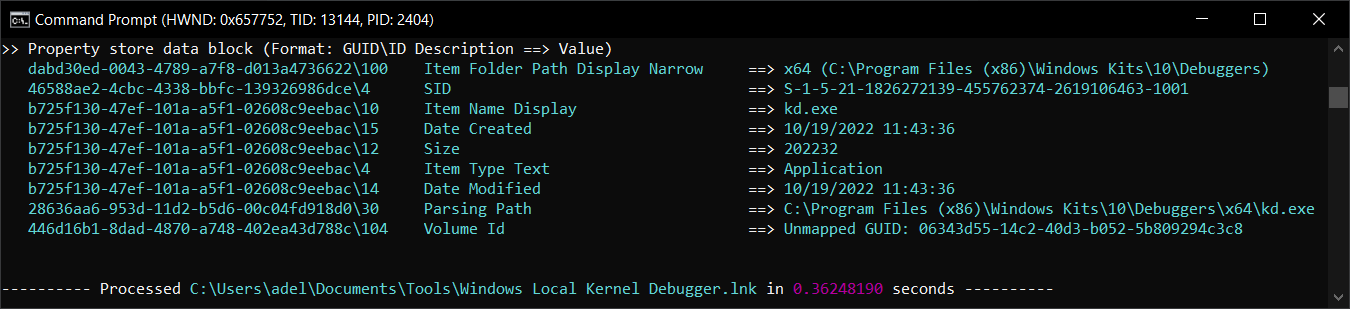 Command Prompt (HWND: 0x657752, TID: 13144, PID: 2404)
>> Property store data block (Format: GUID\ID Description ==> Value)
dabd30ed-0043-4789-a7f8-d013a4736622\100 Item Folder Path Display Narrow ==> x64 (C:\Program Files (x86)\Windows Kits\10\Debuggers)
46588ae2-4cbc-4338-bbfc-139326986dce\4 SID ==> S-1-5-21-1826272139-455762374-2619106463-1001
b725f130-47ef-101a-a5f1-02608c9eebac\10 Item Name Display ==> kd.exe
b725f130-47ef-101a-a5f1-02608c9eebac\15 Date Created ==> 10/19/2022 11:43:36
b725f130-47ef-101a-a5f1-02608c9eebac\12 Size ==> 202232
b725f130-47ef-101a-a5f1-02608c9eebac\4 Item Type Text ==> Application
b725f130-47ef-101a-a5f1-02608c9eebac\14 Date Modified ==> 10/19/2022 11:43:36
28636aa6-953d-11d2-b5d6-00c04fd918d0\30 Parsing Path ==> C:\Program Files (x86)\Windows Kits\10\Debuggers\x64\kd.exe
446d16b1-8dad-4870-a748-402ea43d788c\104 Volume Id ==> Unmapped GUID: 06343d55-14c2-40d3-b052-5b809294c3c8
---------- Processed C:\Users\adel\Documents\Tools\Windows Local Kernel Debugger.lnk in 0.36248190 seconds ----------